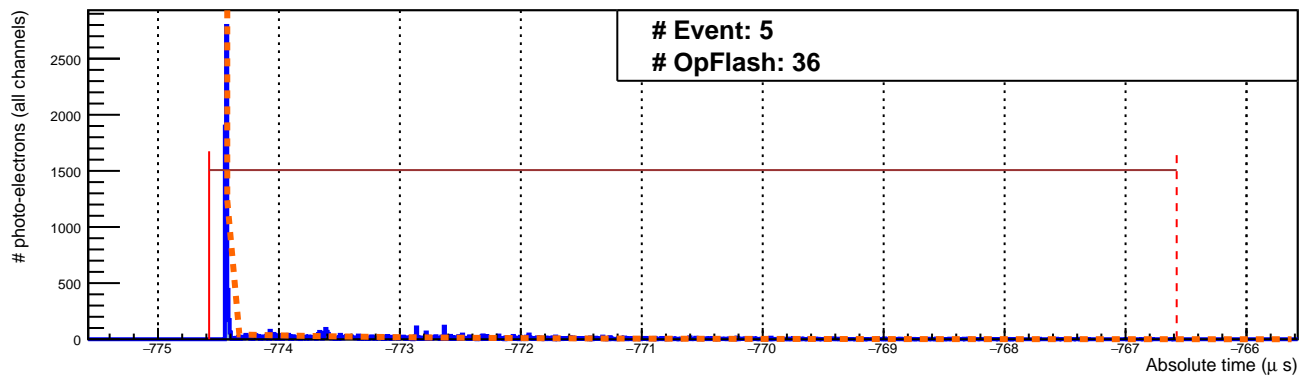 # Event: 5
# OpFlash: 36
# photo-electrons (all channels)
2500
2000
1500
1000
500
0
−775 −774 −773 −772 −771 −770 −769 −768 −767 −766
Absolute time (μ s)